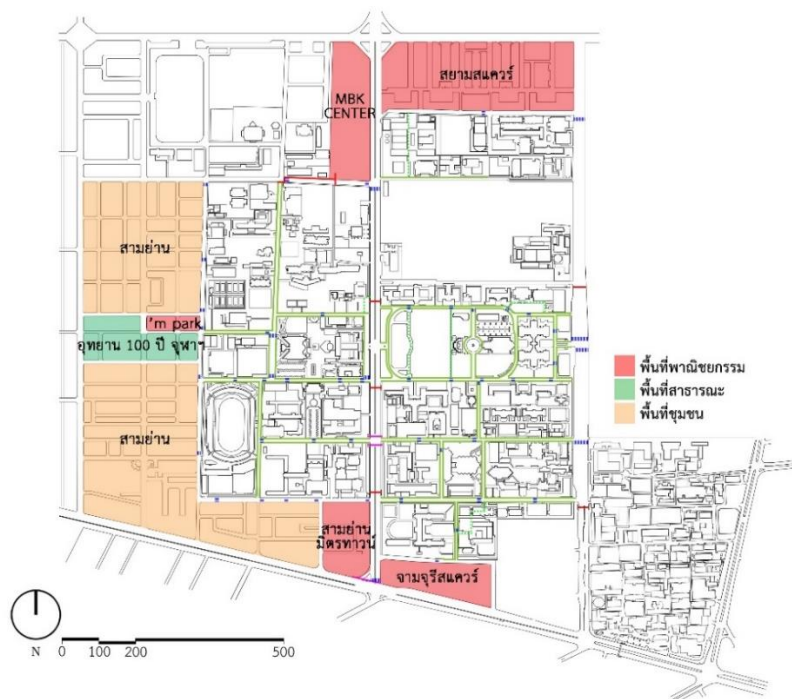 สยามสแควร์
MBK
CENTER
สามย่าน
'm park
อุทยาน 100 ปี จุฬาฯ
พื้นที่พาณิชยกรรม
พื้นที่สาธารณะ
พื้นที่ชุมชน
สามย่าน
สามย่าน
มิตรทาวน์
จามจุรีสแควร์
N 0 100 200 500